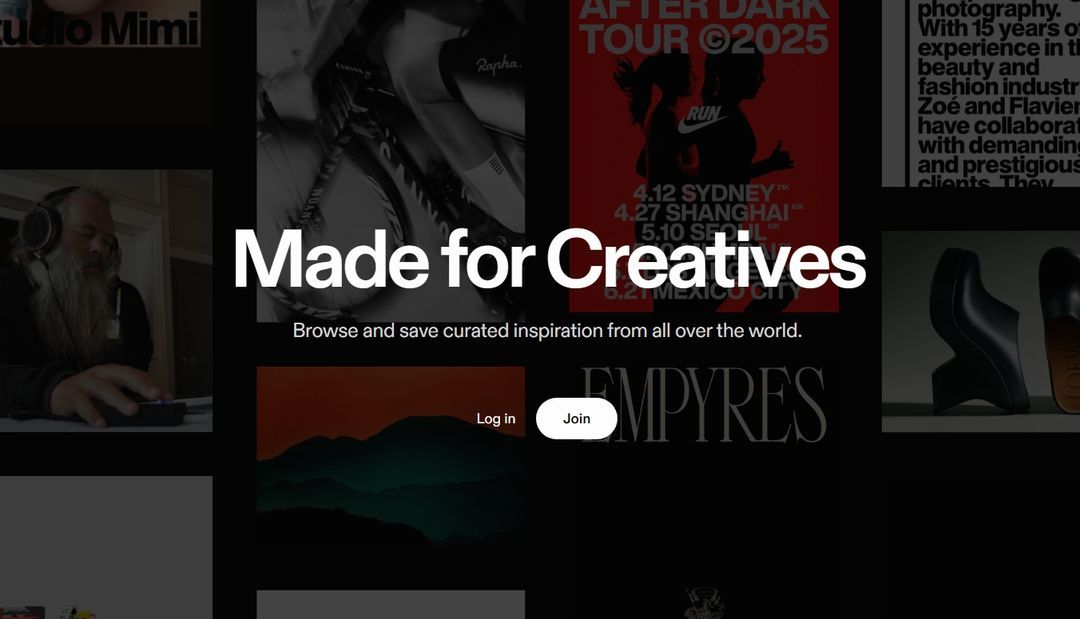 tudio Mimi
Rapha.
AFTER DARK
TOUR ©2025
RUN
4.12 SYDNEY 21K
4.27 SHANGHAI 10K
5.10 SEOUL 10K
6.21 MEXICO CITY
photography.
With 15 years of
experience in th
beauty and
fashion industr
Zoé and Flavien
have collaborat
with demanding
and prestigious
clients. They
Made for Creatives
Browse and save curated inspiration from all over the world.
Log in
Join
EMPYRES
LOEWE